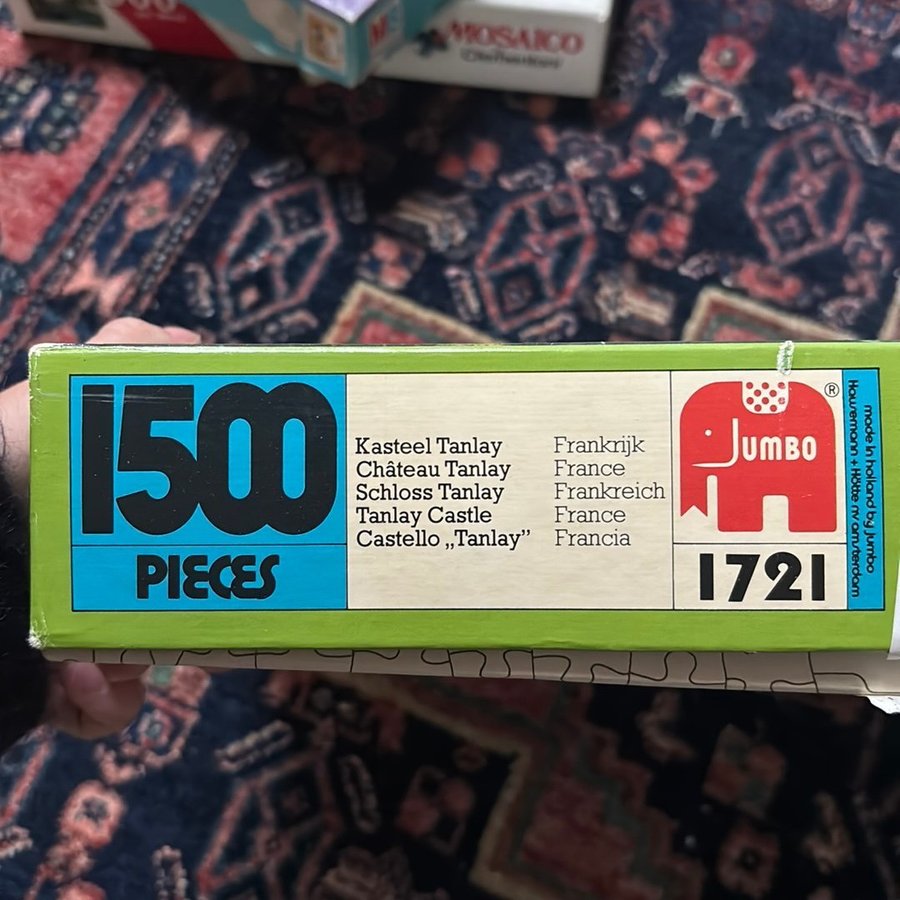 MOSAICO
1500
PIECES
Kasteel Tanlay Frankrijk
Château Tanlay France
Schloss Tanlay Frankreich
Tanlay Castle France
Castello „Tanlay” Francia
JUMBO ®
1721
made in holland by jumbo
Hausemann + Hötte nv amsterdam